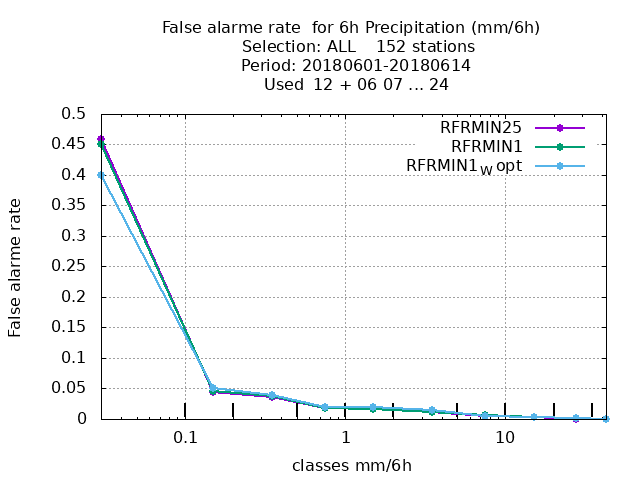 False alarme rate for 6h Precipitation (mm/6h)
Selection: ALL 152 stations
Period: 20180601-20180614
Used 12 + 06 07 ... 24
RFRMIN25
RFRMIN1
RFRMIN1W opt
False alarme rate
0.5
0.45
0.4
0.35
0.3
0.25
0.2
0.15
0.1
0.05
0
0.1 1 10
classes mm/6h